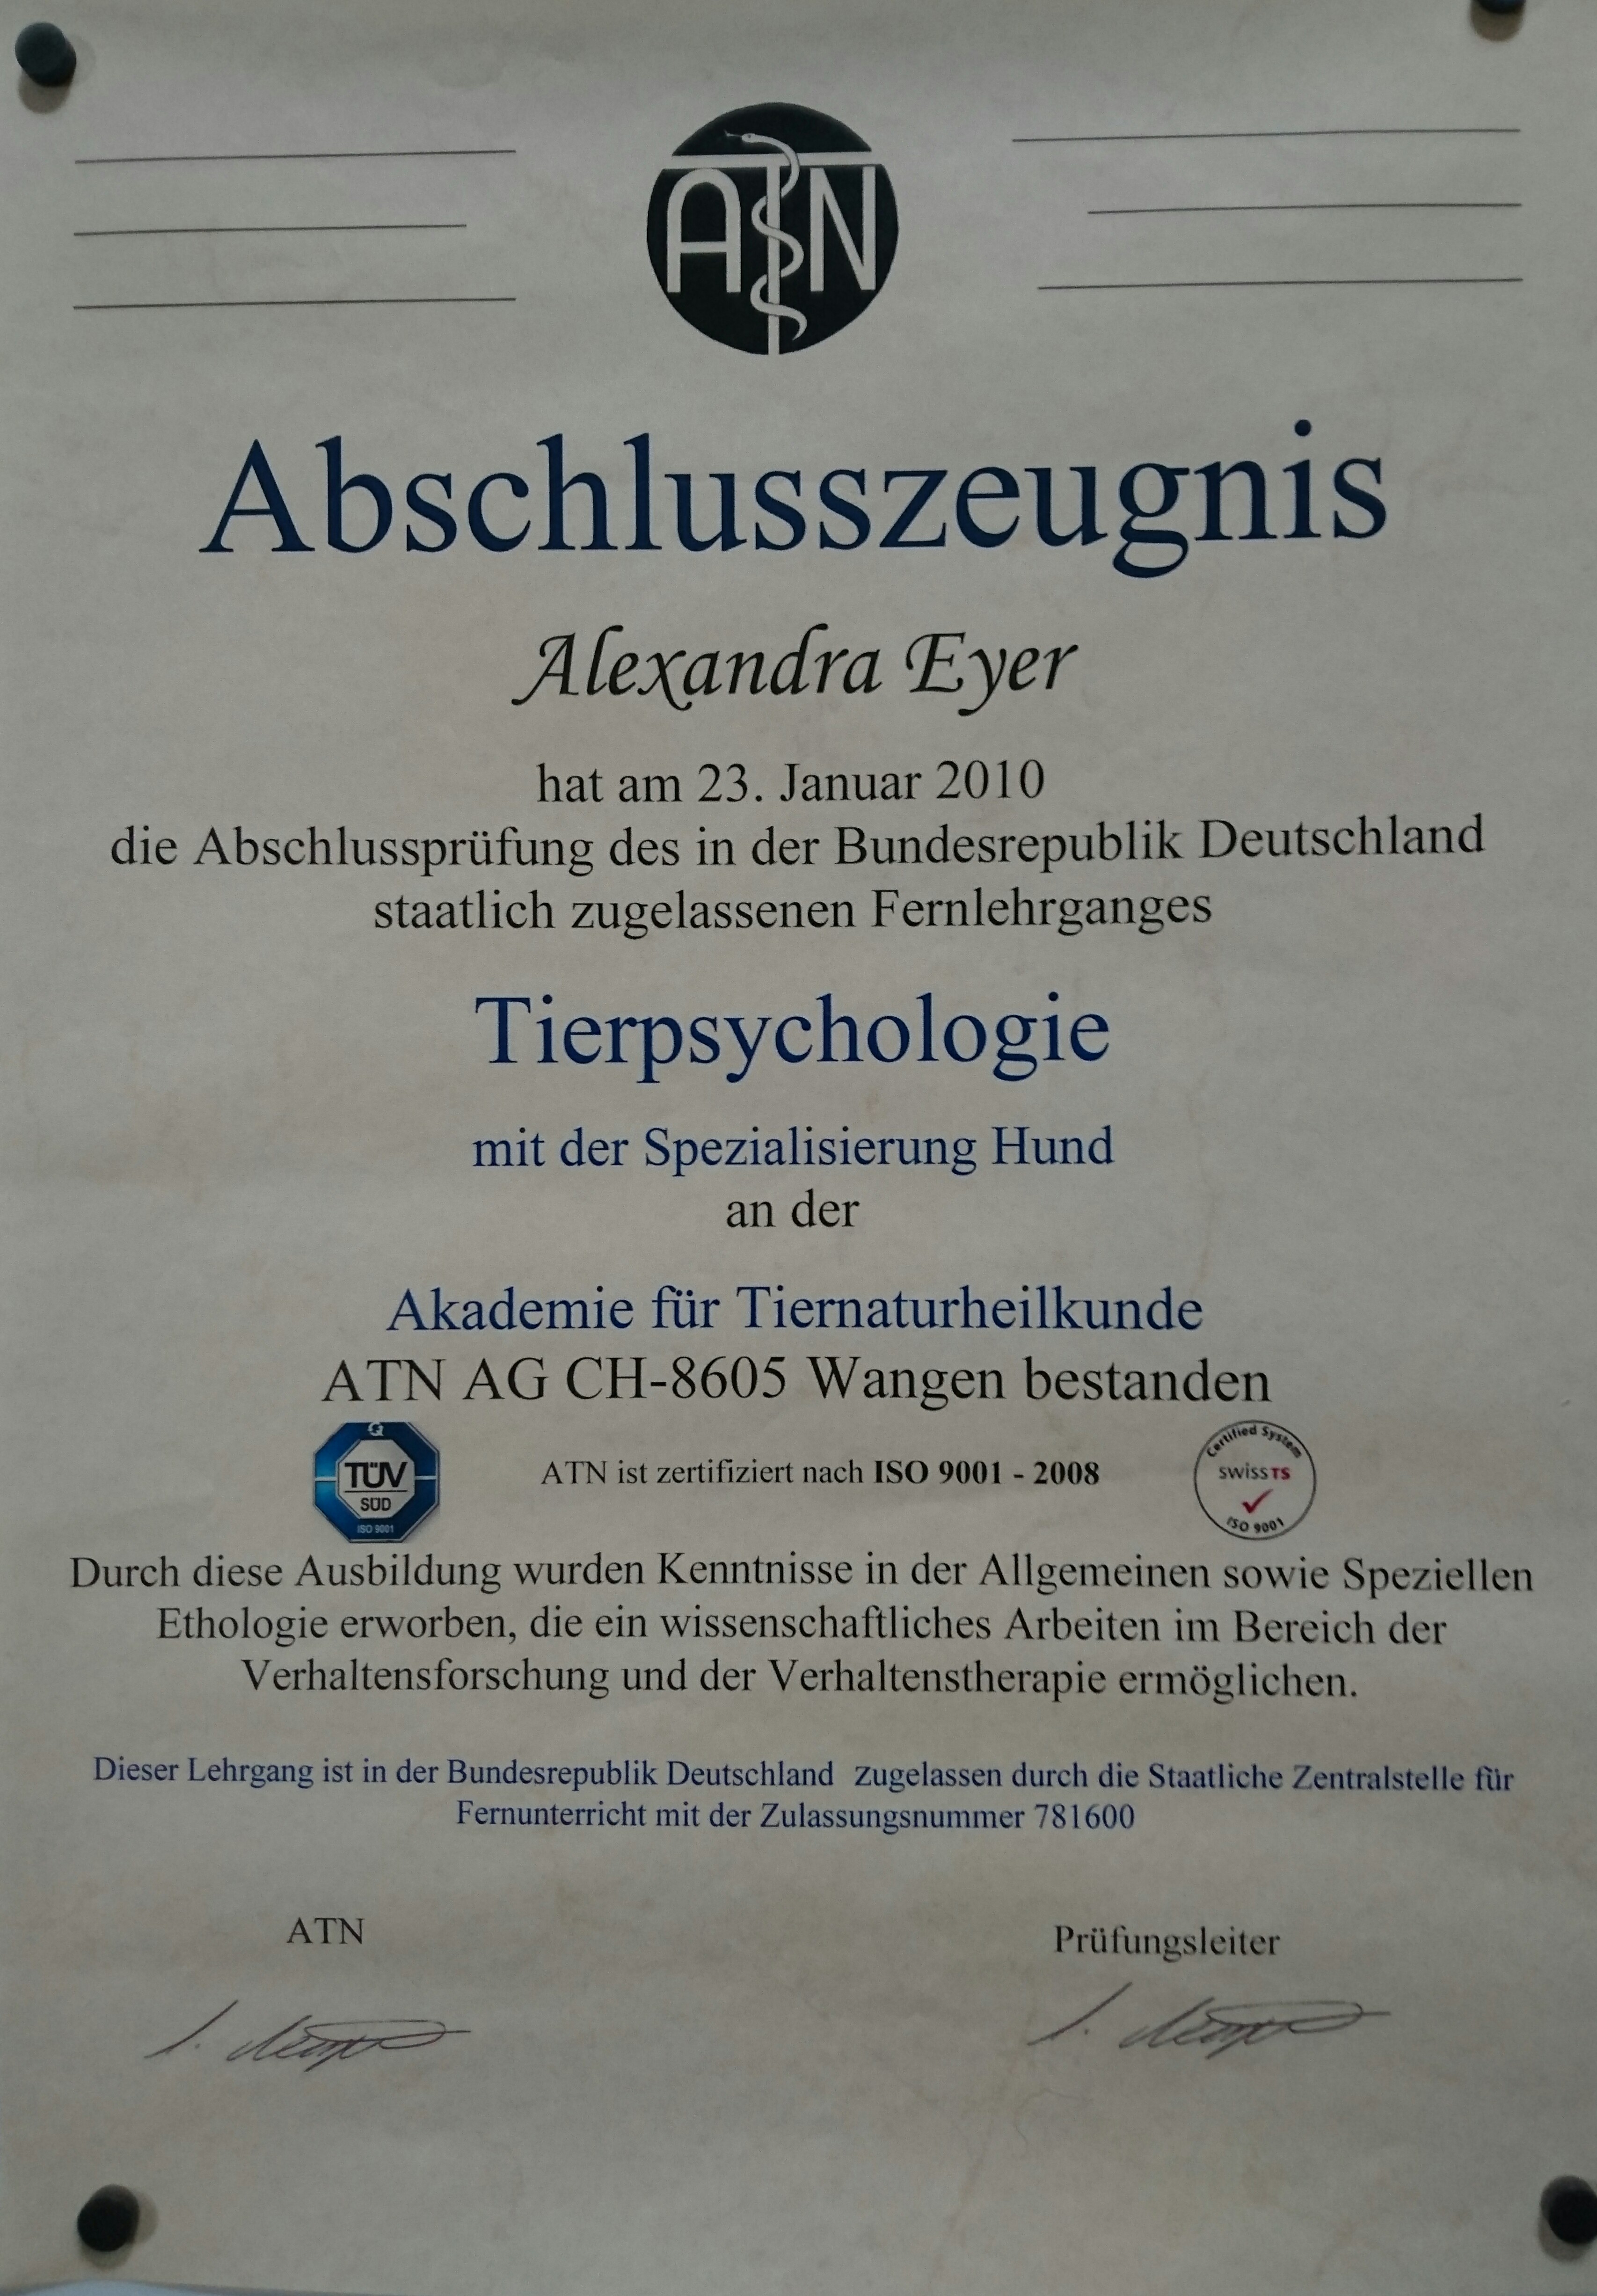 ATN
Abschlusszeugnis
Alexandra Eyer
hat am 23. Januar 2010
die Abschlussprüfung des in der Bundesrepublik Deutschland
staatlich zugelassenen Fernlehrganges
Tierpsychologie
mit der Spezialisierung Hund
an der
Akademie für Tiernaturheilkunde
ATN AG CH-8605 Wangen bestanden
TÜV
SÜD
ISO 9001
ATN ist zertifiziert nach ISO 9001 - 2008
Certified System
swissTS
ISO 9001
Durch diese Ausbildung wurden Kenntnisse in der Allgemeinen sowie Speziellen
Ethologie erworben, die ein wissenschaftliches Arbeiten im Bereich der
Verhaltensforschung und der Verhaltenstherapie ermöglichen.
Dieser Lehrgang ist in der Bundesrepublik Deutschland zugelassen durch die Staatliche Zentralstelle für
Fernunterricht mit der Zulassungsnummer 781600
ATN
Prüfungsleiter